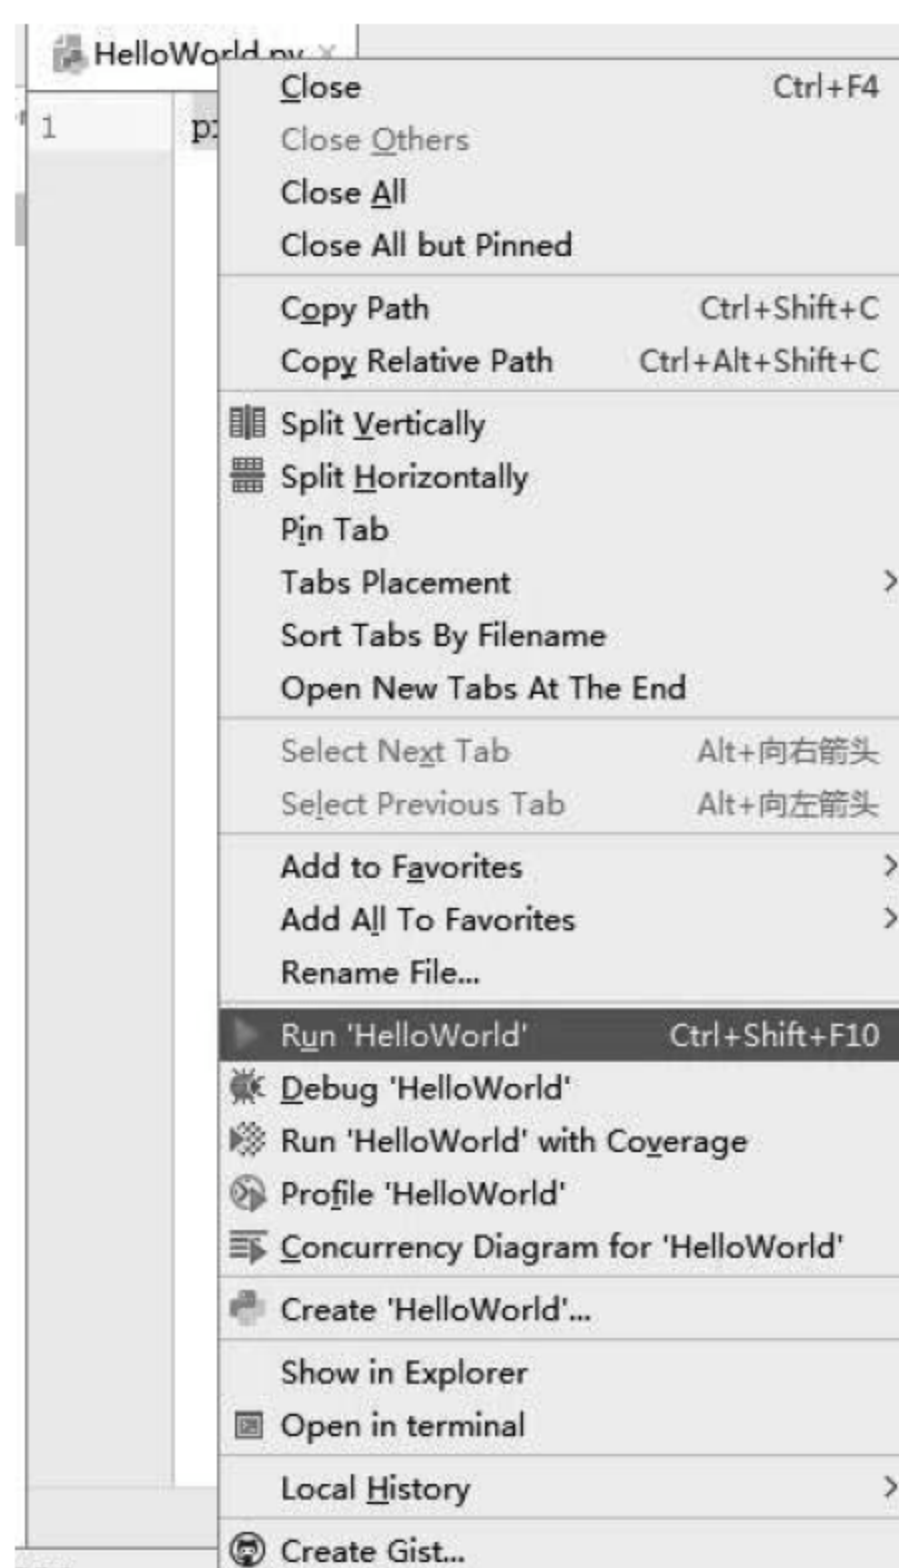 HelloWorld.py
1
Close Ctrl+F4
Close Others
Close All
Close All but Pinned
Copy Path Ctrl+Shift+C
Copy Relative Path Ctrl+Alt+Shift+C
Split Vertically
Split Horizontally
Pin Tab
Tabs Placement
Sort Tabs By Filename
Open New Tabs At The End
Select Next Tab Alt+向右箭头
Select Previous Tab Alt+向左箭头
Add to Favorites
Add All To Favorites
Rename File...
Run 'HelloWorld' Ctrl+Shift+F10
Debug 'HelloWorld'
Run 'HelloWorld' with Coverage
Profile 'HelloWorld'
Concurrency Diagram for 'HelloWorld'
Create 'HelloWorld'...
Show in Explorer
Open in terminal
Local History
Create Gist...